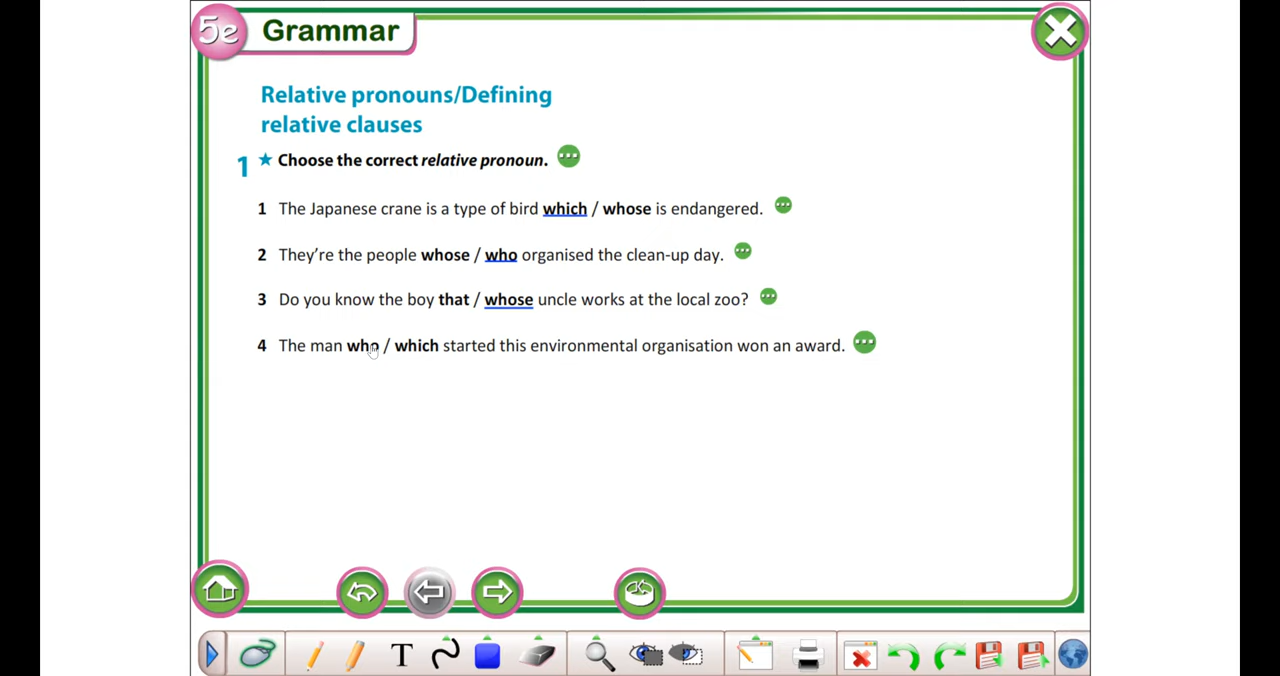 5e Grammar
Relative pronouns/Defining
relative clauses
1 ★ Choose the correct relative pronoun.
1 The Japanese crane is a type of bird which / whose is endangered.
2 They're the people whose / who organised the clean-up day.
3 Do you know the boy that / whose uncle works at the local zoo?
4 The man who / which started this environmental organisation won an award.
T